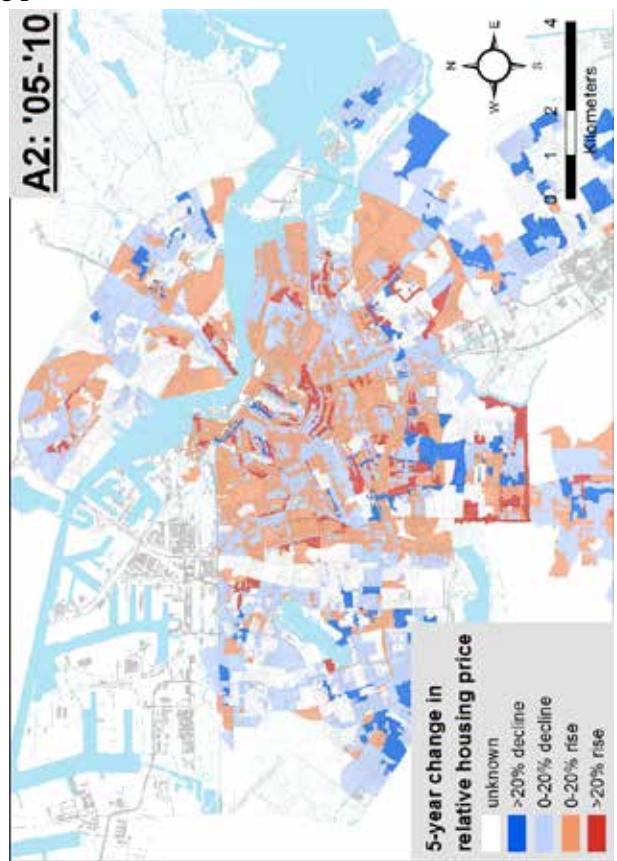 A2: '05-'10
N
E
S
W
0 1 2 4
Kilometers
5-year change in
relative housing price
unknown
>20% decline
0-20% decline
0-20% rise
>20% rise